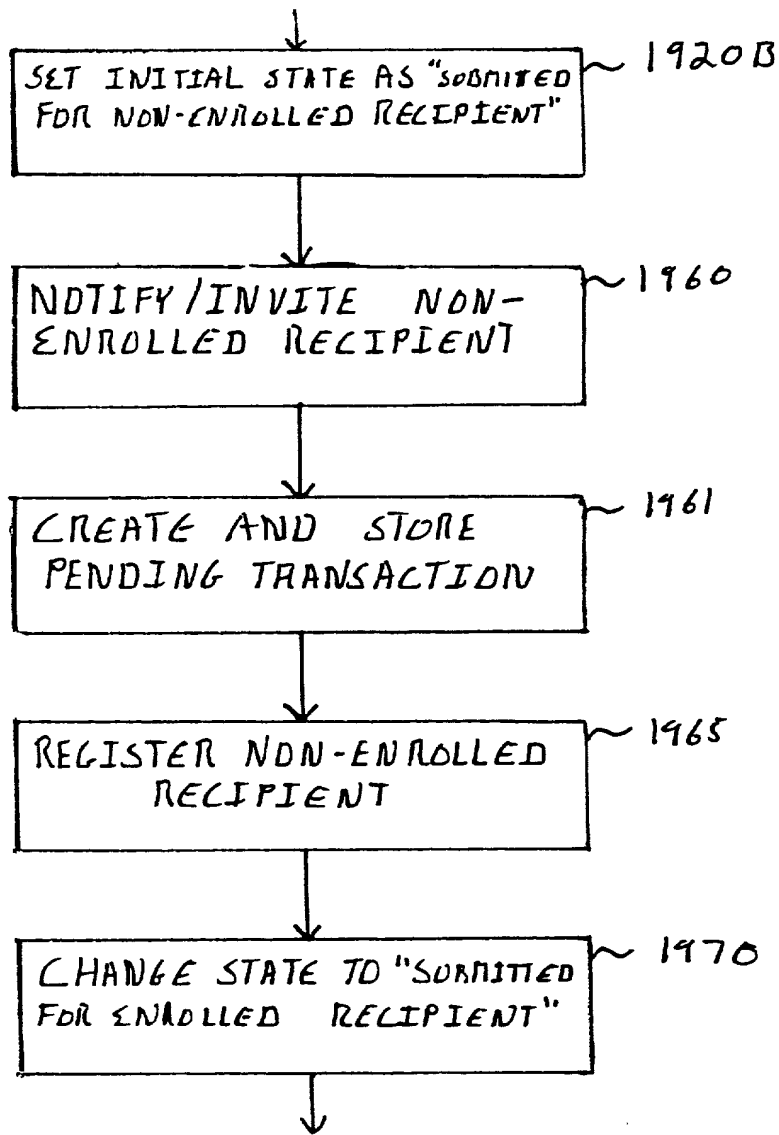 SET INITIAL STATE AS "SUBMITED
FOR NON-ENROLLED RECIPIENT"
1920B
NOTIFY/INVITE NON-
ENROLLED RECIPIENT
1960
CREATE AND STORE
PENDING TRANSACTION
1961
REGISTER NON-ENROLLED
RECIPIENT
1965
CHANGE STATE TO "SUBMITTED
FOR ENROLLED RECIPIENT"
1970